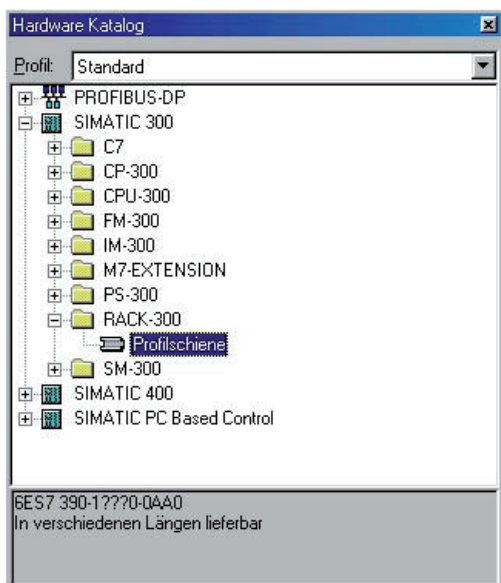 Hardware Katalog
Profil: Standard
PROFIBUS-DP
SIMATIC 300
C7
CP-300
CPU-300
FM-300
IM-300
M7-EXTENSION
PS-300
RACK-300
Profilschiene
SM-300
SIMATIC 400
SIMATIC PC Based Control
6ES7 390-1???0-0AA0
In verschiedenen Längen lieferbar